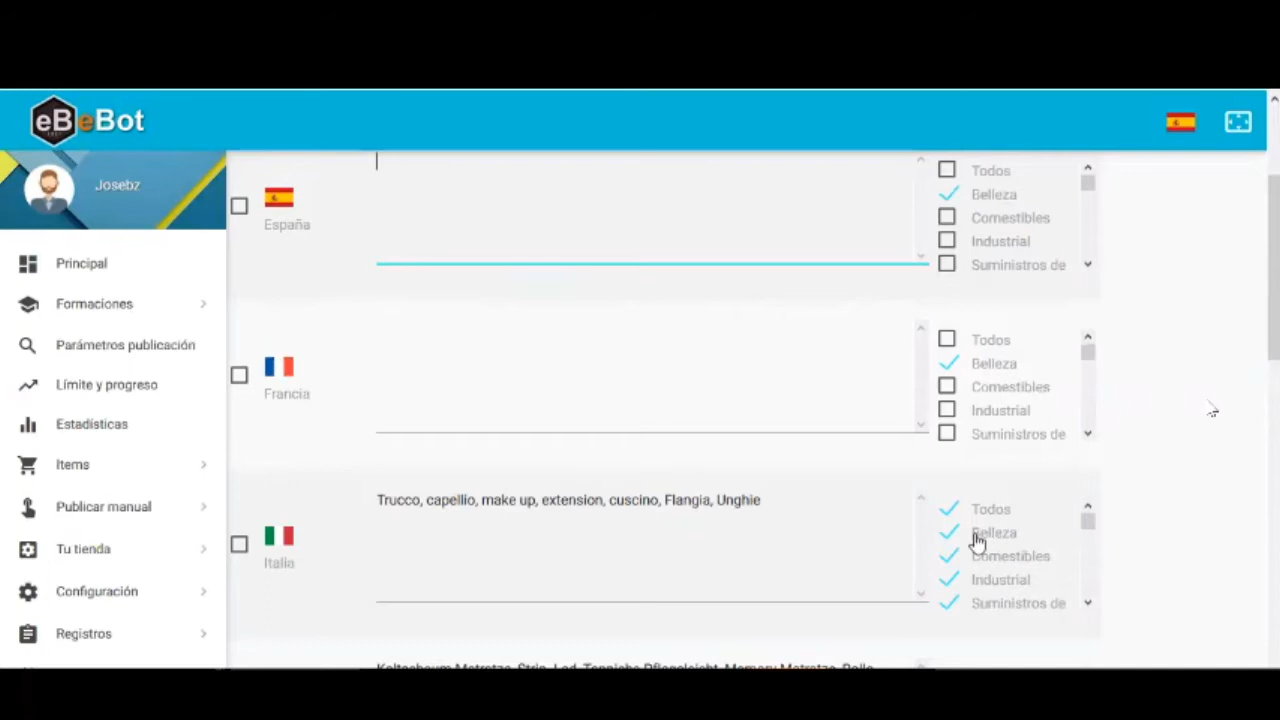 eB eBot
Josebz
Principal
Formaciones
Parámetros publicación
Límite y progreso
Estadísticas
Items
Publicar manual
Tu tienda
Configuración
Registros
España
Todos
Belleza
Comestibles
Industrial
Suministros de
Francia
Todos
Belleza
Comestibles
Industrial
Suministros de
Italia
Trucco, capellio, make up, extension, cuscino, Flangia, Unghie
Todos
Belleza
Comestibles
Industrial
Suministros de